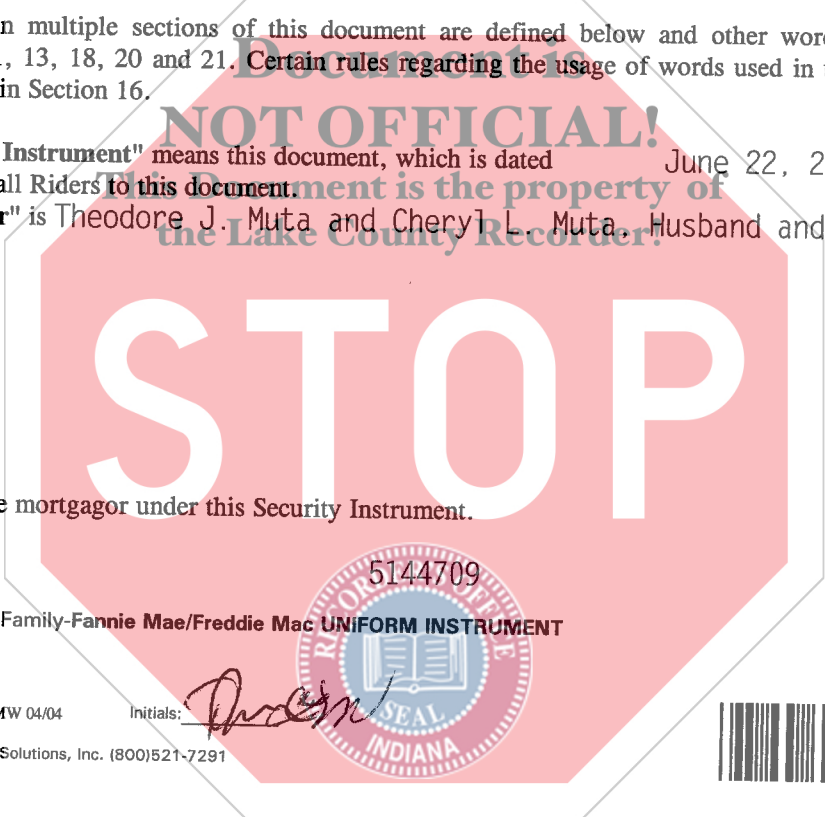 n multiple sections of this document are defined below and other wor
, 13, 18, 20 and 21. Certain rules regarding the usage of words used in
in Section 16.
Document is
NOT OFFICIAL!
Instrument" means this document, which is dated June 22, 2
all Riders to this document.
This Document is the property of
r" is Theodore J. Muta and Cheryl L. Muta, Husband and
the Lake County Recorder!
STOP
e mortgagor under this Security Instrument.
5144709
Family-Fannie Mae/Freddie Mac UNIFORM INSTRUMENT
RECORDER'S OFFICE
MW 04/04 Initials:
SEAL
INDIANA
Solutions, Inc. (800)521-7291